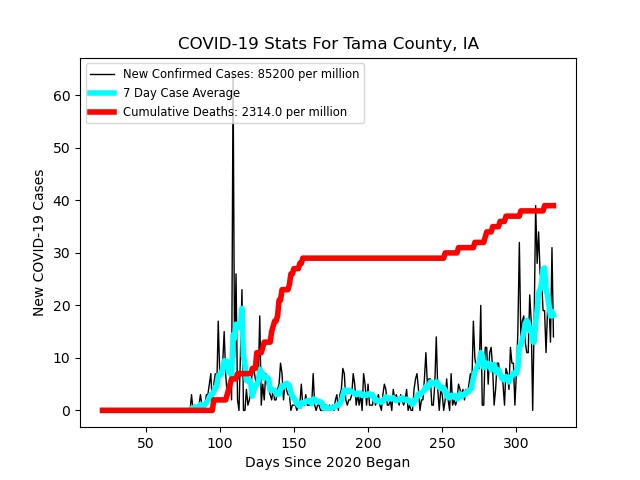 COVID-19 Stats For Tama County, IA
New Confirmed Cases: 85200 per million
7 Day Case Average
Cumulative Deaths: 2314.0 per million
New COVID-19 Cases
60
50
40
30
20
10
0
50
100
150
200
250
300
Days Since 2020 Began